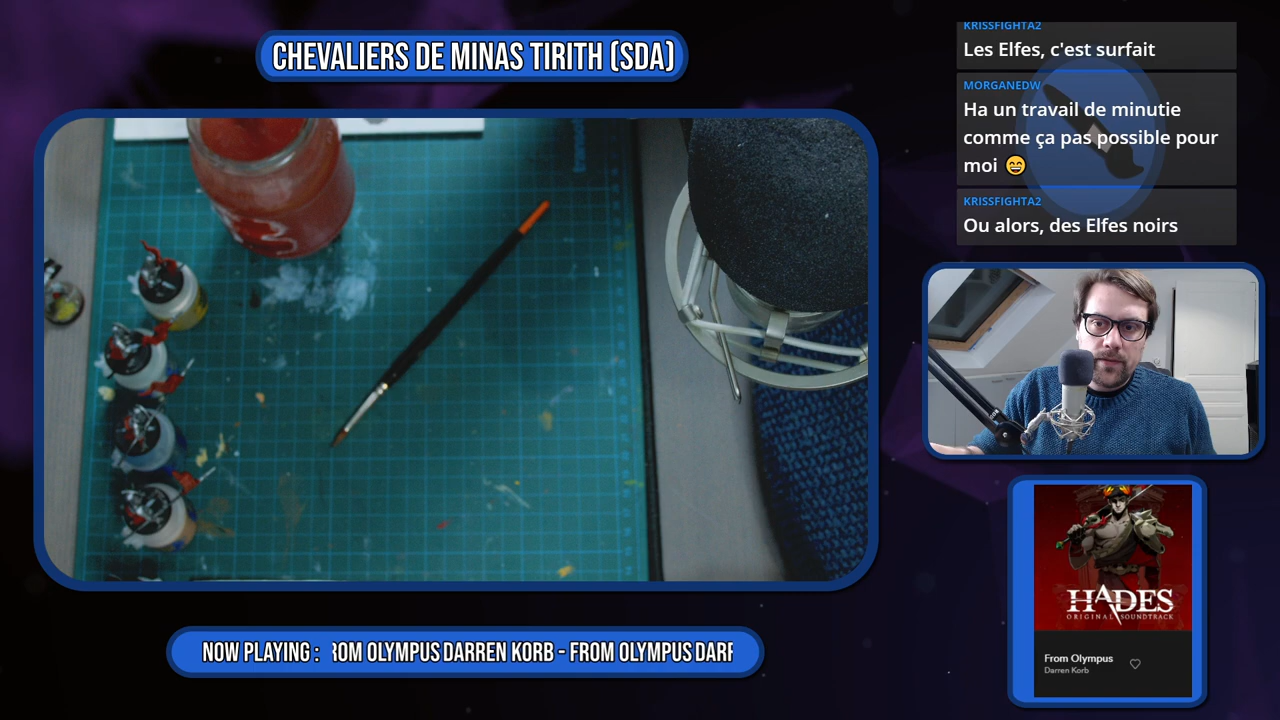 CHEVALIERS DE MINAS TIRITH (SDA)
KRISSFIGHTA2
Les Elfes, c'est surfait
MORGANEDW
Ha un travail de minutie
comme ça pas possible pour
moi 😄
KRISSFIGHTA2
Ou alors, des Elfes noirs
HADES
ORIGINAL SOUNDTRACK
From Olympus
Darren Korb
NOW PLAYING : ROM OLYMPUS DARREN KORB - FROM OLYMPUS DARR